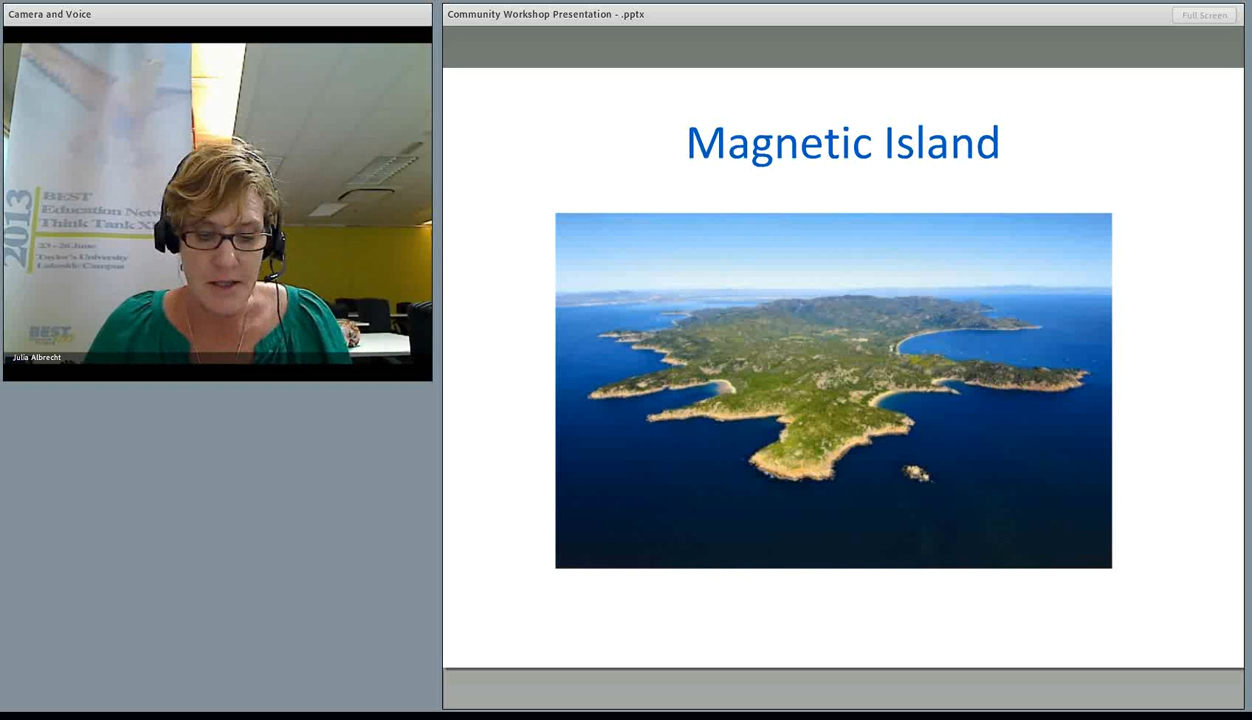 Camera and Voice
2013
BEST
Education Netw
Think Tank X
23 - 26 June
Taylor's University
Lakeside Campus
BEST
Julia Albrecht
Community Workshop Presentation - .pptx
Full Screen
Magnetic Island